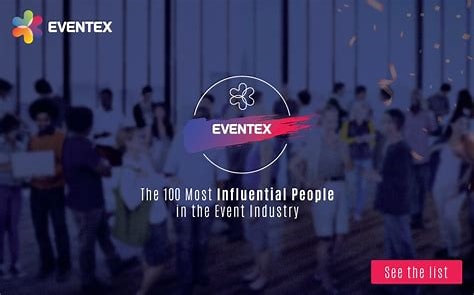 EVENTEX
EVENTEX
The 100 Most Influential People
in the Event Industry
See the list